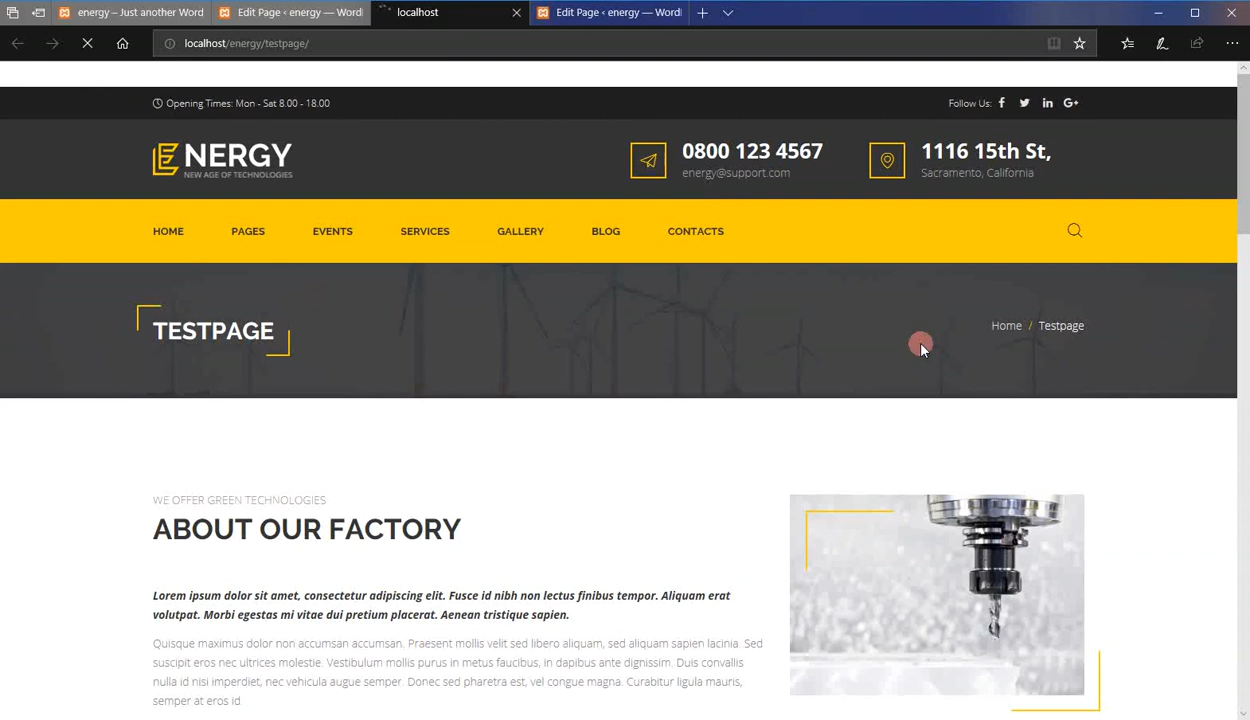 energy – Just another Word
Edit Page ‹ energy — Wordl
localhost
Edit Page ‹ energy — Wordl
localhost/energy/testpage/
Opening Times: Mon - Sat 8.00 - 18.00
Follow Us:
ENERGY
NEW AGE OF TECHNOLOGIES
0800 123 4567
energy@support.com
1116 15th St,
Sacramento, California
HOME
PAGES
EVENTS
SERVICES
GALLERY
BLOG
CONTACTS
TESTPAGE
Home / Testpage
WE OFFER GREEN TECHNOLOGIES
ABOUT OUR FACTORY
Lorem ipsum dolor sit amet, consectetur adipiscing elit. Fusce id nibh non lectus finibus tempor. Aliquam erat
volutpat. Morbi egestas mi vitae dui pretium placerat. Aenean tristique sapien.
Quisque maximus dolor non accumsan accumsan. Praesent mollis velit sed libero aliquam, sed aliquam sapien lacinia. Sed
suscipit eros nec ultrices molestie. Vestibulum mollis purus in metus faucibus, in dapibus ante dignissim. Duis convallis
nulla id nisi imperdiet, nec vehicula augue semper. Donec sed pharetra est, vel congue magna. Curabitur ligula mauris,
semper at eros id.